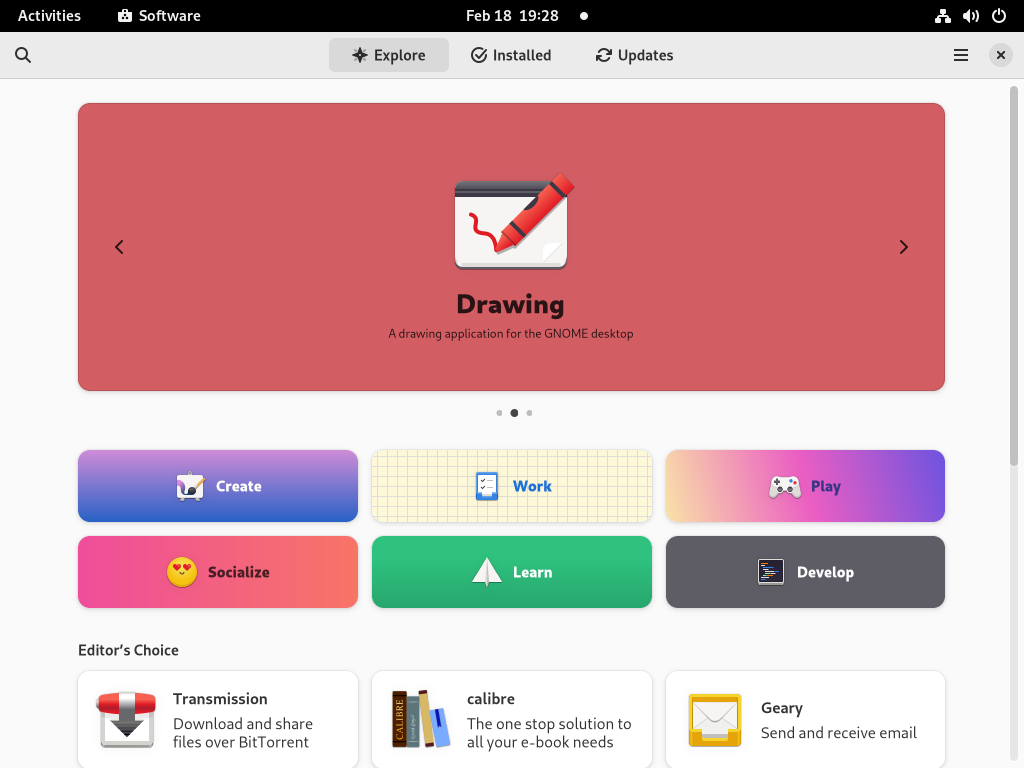 Activities
Software
Feb 18 19:28
Explore
Installed
Updates
Drawing
A drawing application for the GNOME desktop
Create
Work
Play
Socialize
Learn
Develop
Editor’s Choice
Transmission
Download and share
files over BitTorrent
CALIBRE
calibre
The one stop solution to
all your e-book needs
Geary
Send and receive email